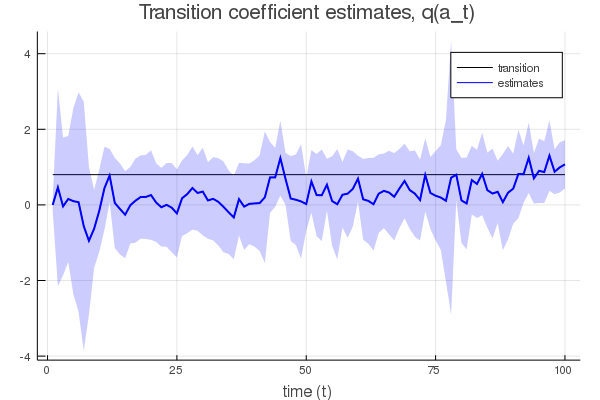 Transition coefficient estimates, q(a_t)
4
2
0
-2
-4
transition
estimates
0
25
50
75
100
time (t)